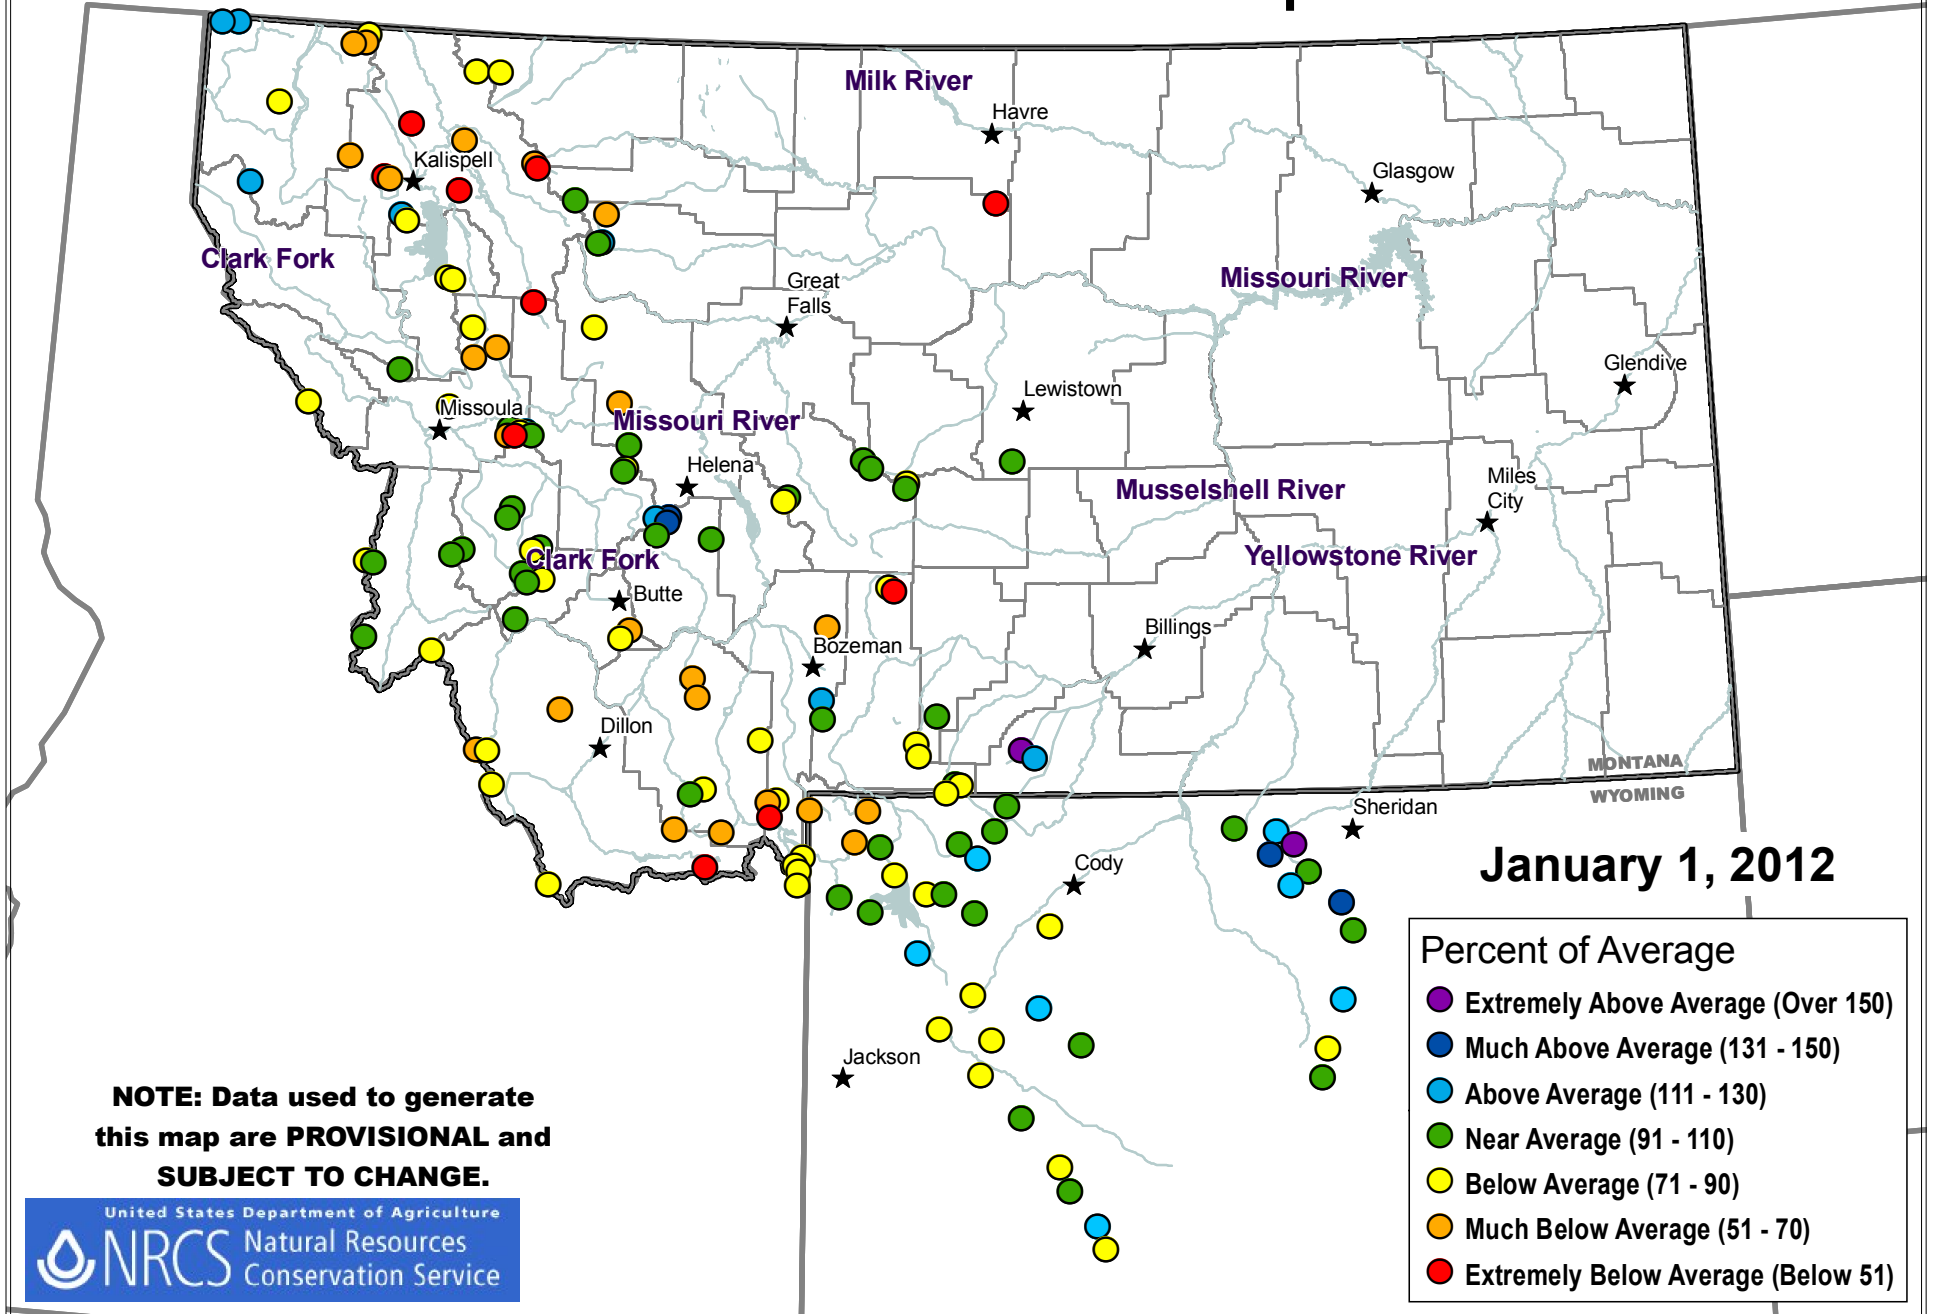 Milk River
Havre
Kalispell
Glasgow
Clark Fork
Missouri River
Great
Falls
Glendive
Lewistown
Missoula
Missouri River
Helena
Miles
City
Musselshell River
Clark Fork
Yellowstone River
Butte
Billings
Bozeman
Dillon
MONTANA
WYOMING
Sheridan
Cody
January 1, 2012
Jackson
Percent of Average
Extremely Above Average (Over 150)
Much Above Average (131 - 150)
Above Average (111 - 130)
Near Average (91 - 110)
Below Average (71 - 90)
Much Below Average (51 - 70)
Extremely Below Average (Below 51)
NOTE: Data used to generate
this map are PROVISIONAL and
SUBJECT TO CHANGE.
United States Department of Agriculture
NRCS Natural Resources
Conservation Service